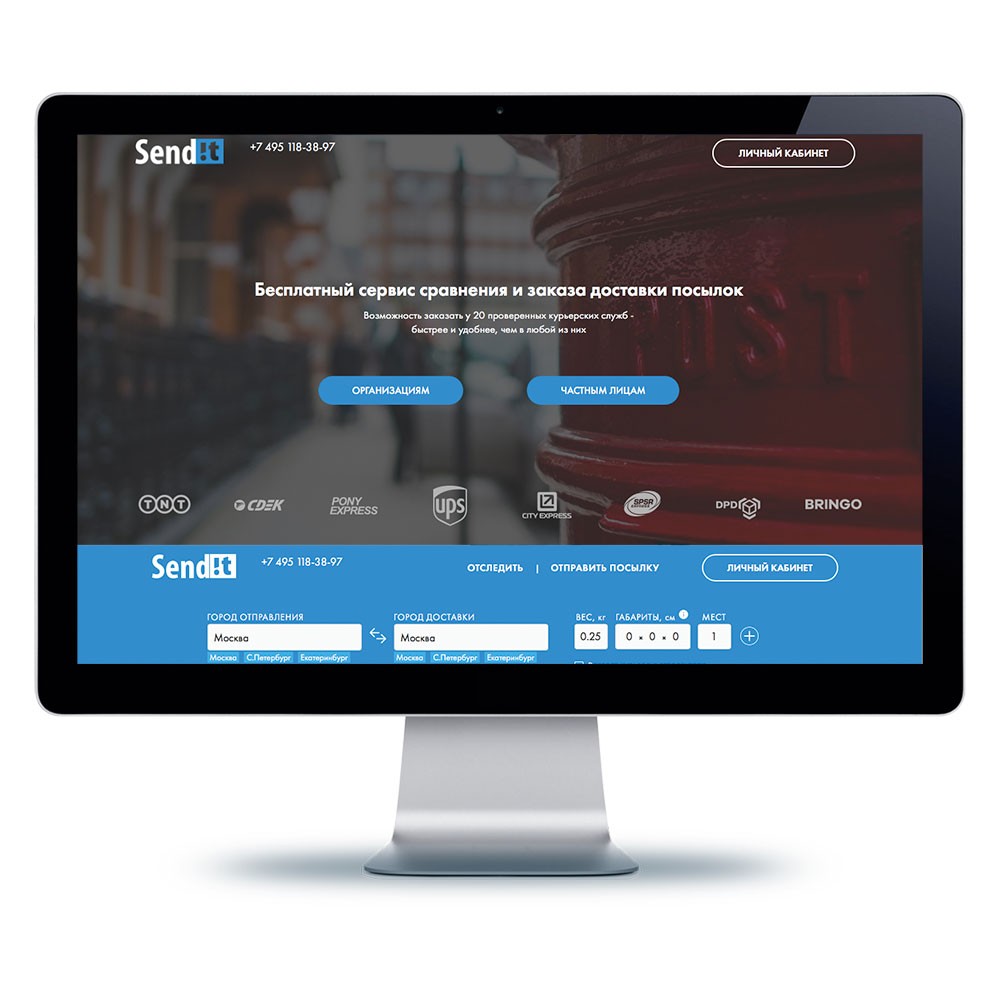 Send!t
+7 495 118-38-97
ЛИЧНЫЙ КАБИНЕТ
Бесплатный сервис сравнения и заказа доставки посылок
Возможность заказать у 20 проверенных курьерских служб -
быстрее и удобнее, чем в любой из них
ОРГАНИЗАЦИЯМ
ЧАСТНЫМ ЛИЦАМ
POST
TNT
CDEK
PONY
EXPRESS
ups
CITY EXPRESS
SPSR
EXPRESS
DPD
BRINGO
Send!t
+7 495 118-38-97
ОТСЛЕДИТЬ | ОТПРАВИТЬ ПОСЫЛКУ
ЛИЧНЫЙ КАБИНЕТ
ГОРОД ОТПРАВЛЕНИЯ
ГОРОД ДОСТАВКИ
ВЕС, кг
ГАБАРИТЫ, см i
МЕСТ
Москва
Москва
0.25
0 × 0 × 0
1
Москва С.Петербург Екатеринбург
Москва С.Петербург Екатеринбург